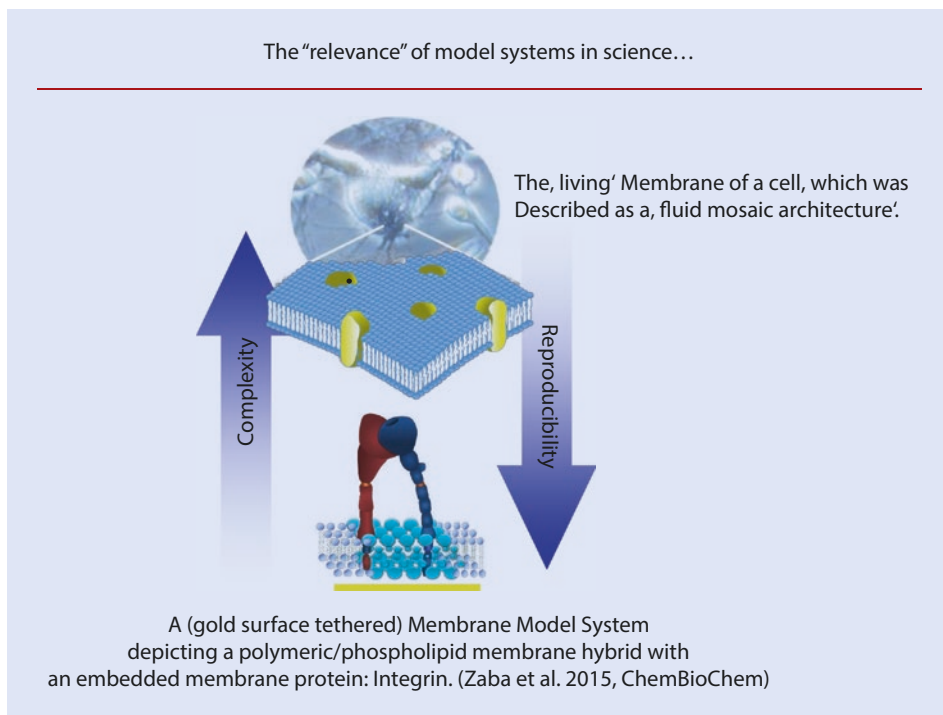 The “relevance” of model systems in science…
The, living‘ Membrane of a cell, which was
Described as a, fluid mosaic architecture‘.
Complexity
Reproducibility
A (gold surface tethered) Membrane Model System
depicting a polymeric/phospholipid membrane hybrid with
an embedded membrane protein: Integrin. (Zaba et al. 2015, ChemBioChem)